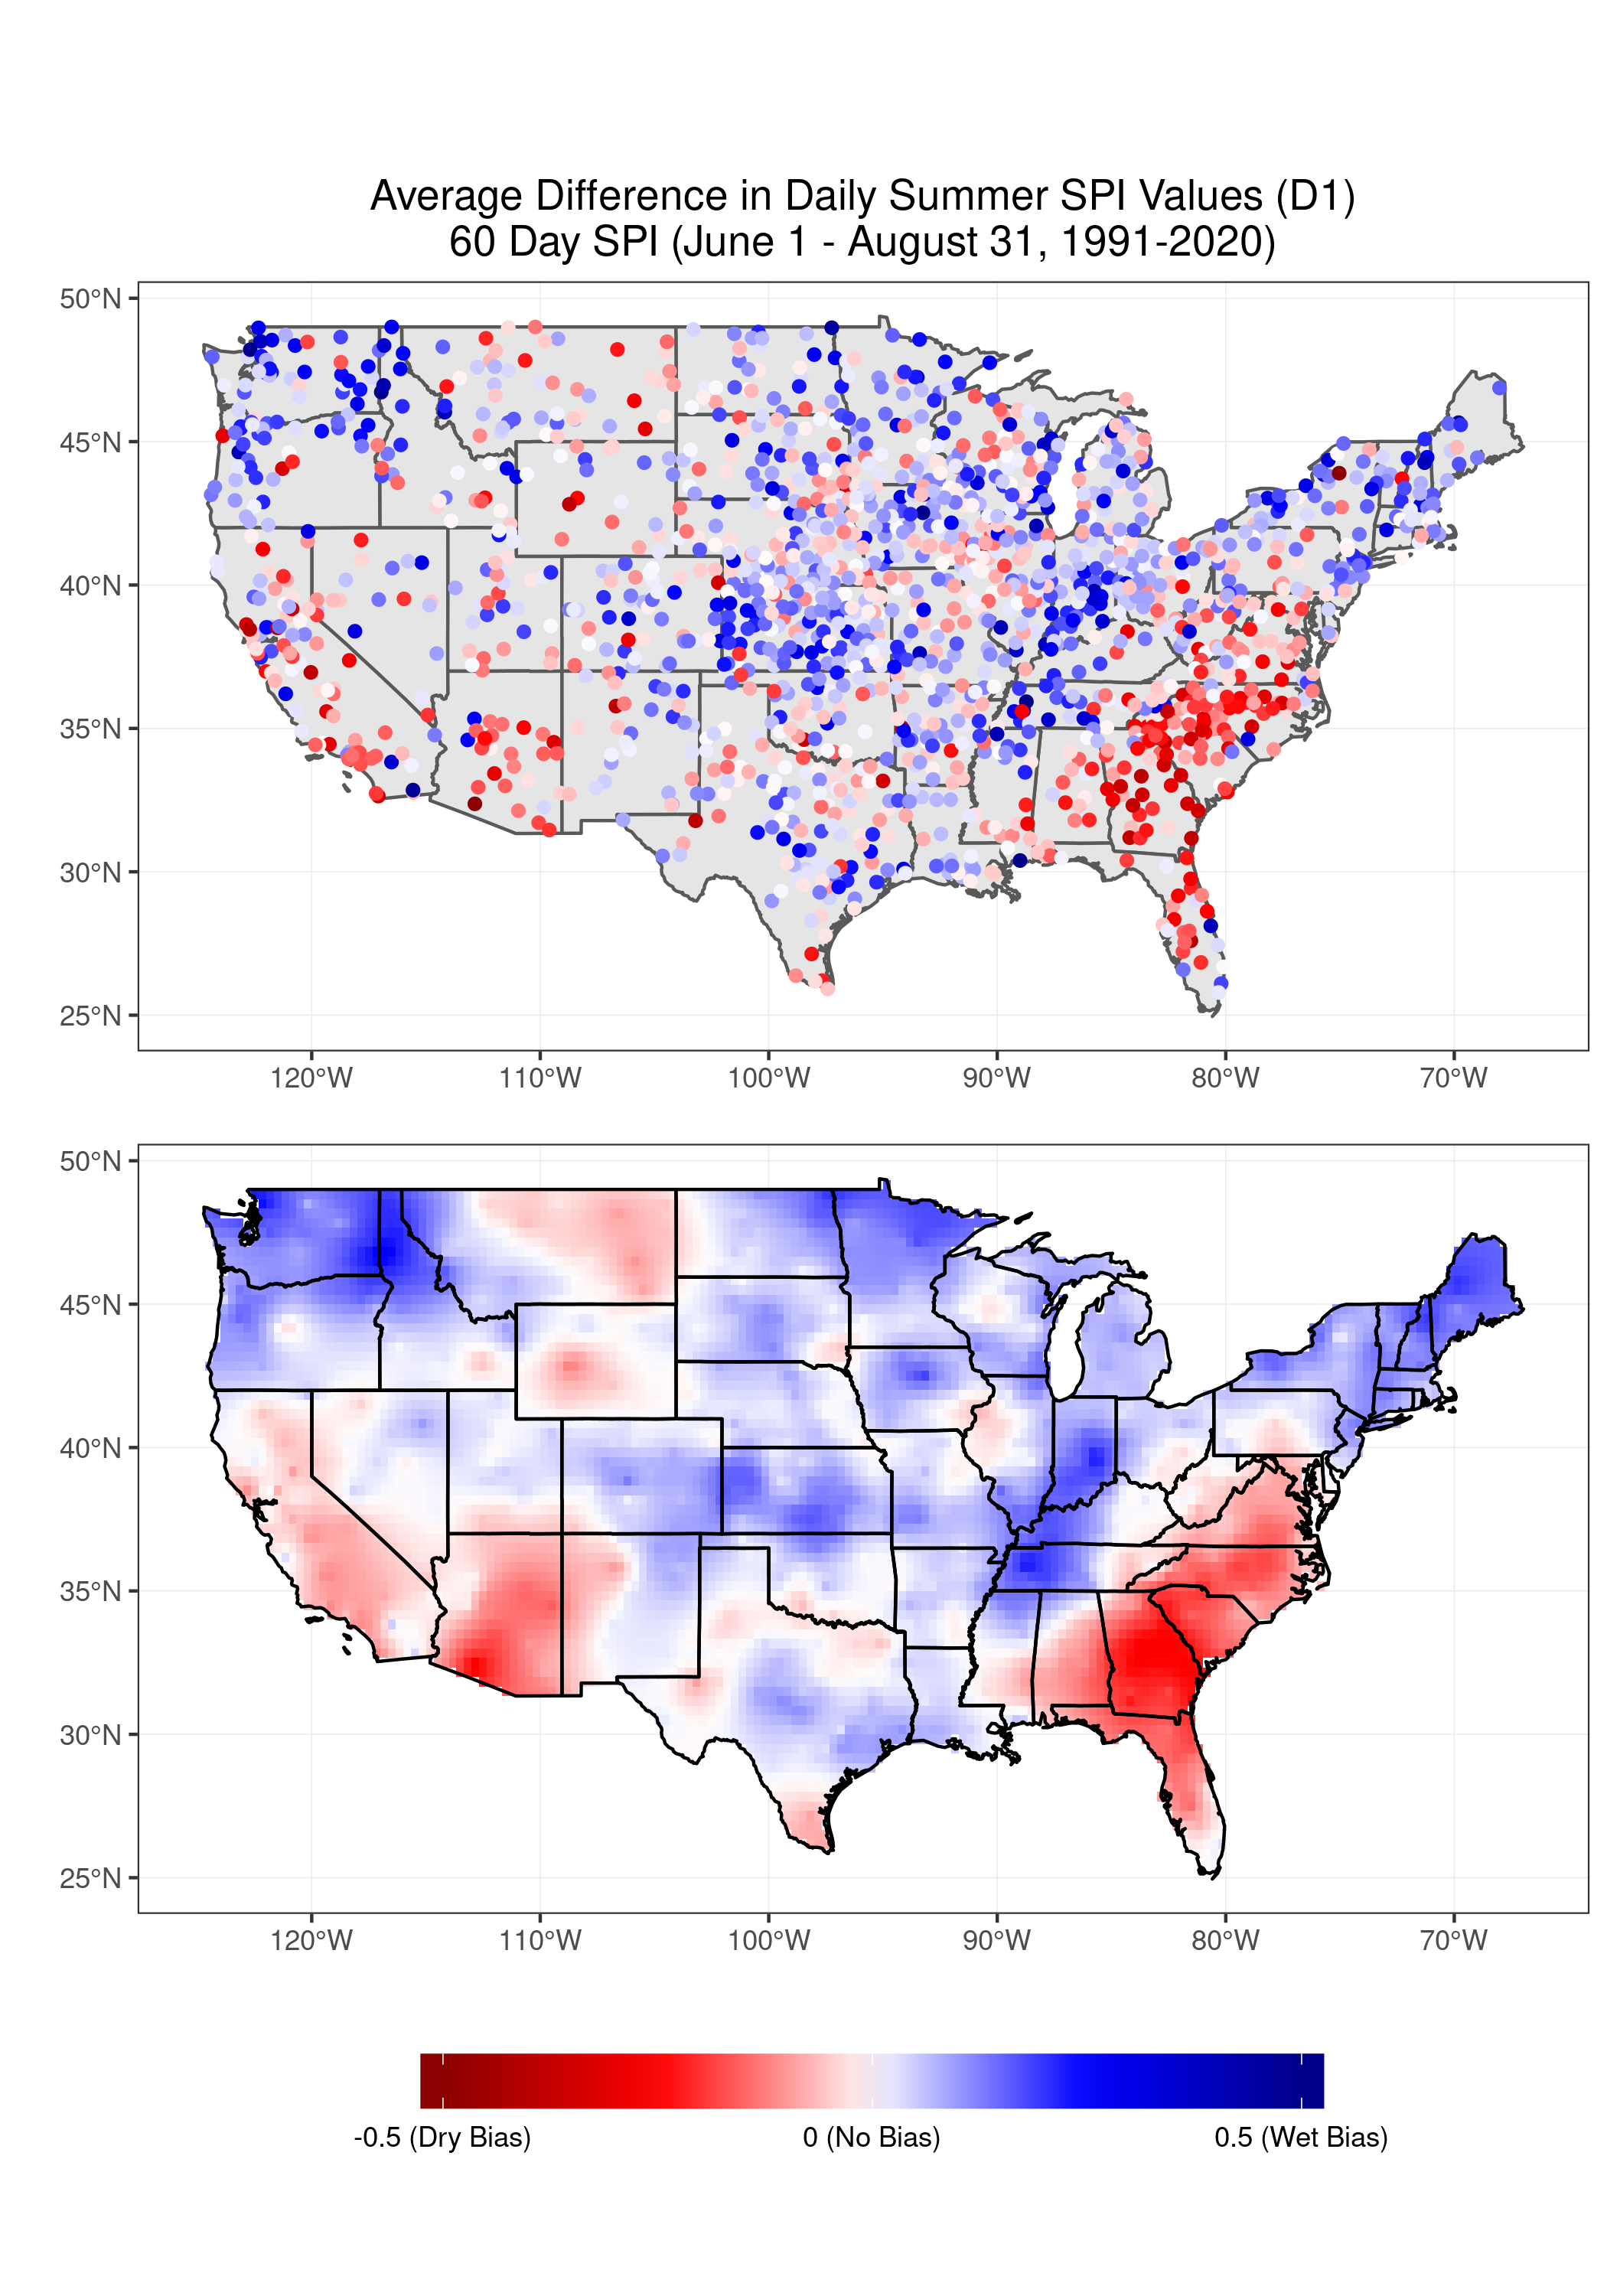 Average Difference in Daily Summer SPI Values (D1)
60 Day SPI (June 1 - August 31, 1991-2020)
50°N
45°N
40°N
35°N
30°N
25°N
120°W 110°W 100°W 90°W 80°W 70°W
50°N
45°N
40°N
35°N
30°N
25°N
120°W 110°W 100°W 90°W 80°W 70°W
-0.5 (Dry Bias) 0 (No Bias) 0.5 (Wet Bias)